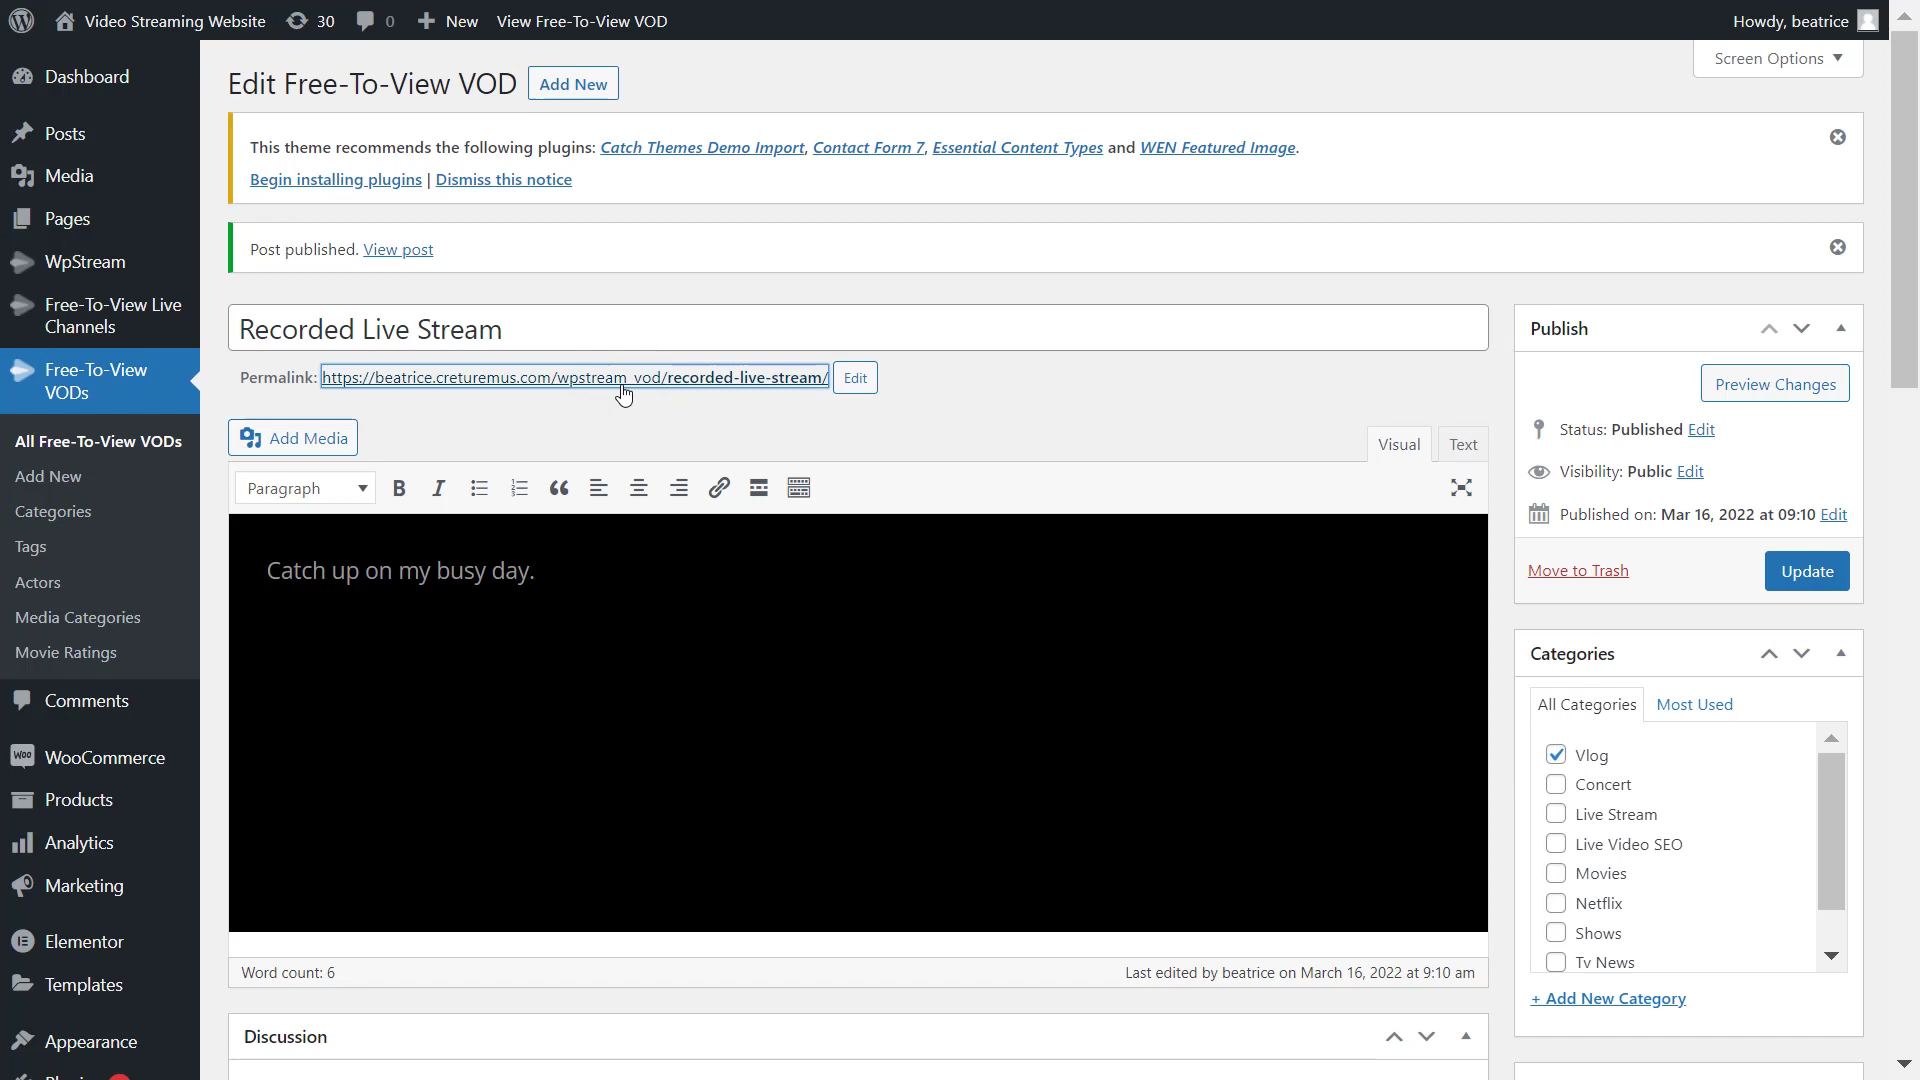 Video Streaming Website 30 0 New View Free-To-View VOD Howdy, beatrice
Screen Options
Dashboard
Posts
Media
Pages
WpStream
Free-To-View Live
Channels
Free-To-View
VODs
All Free-To-View VODs
Add New
Categories
Tags
Actors
Media Categories
Movie Ratings
Comments
WooCommerce
Products
Analytics
Marketing
Elementor
Templates
Appearance
Edit Free-To-View VOD Add New
This theme recommends the following plugins: Catch Themes Demo Import, Contact Form 7, Essential Content Types and WEN Featured Image.
Begin installing plugins | Dismiss this notice
Post published. View post
Recorded Live Stream
Permalink: https://beatrice.creturemus.com/wpstream_vod/recorded-live-stream/ Edit
Add Media
Visual Text
Paragraph
Catch up on my busy day.
Word count: 6 Last edited by beatrice on March 16, 2022 at 9:10 am
Discussion
Publish
Preview Changes
Status: Published Edit
Visibility: Public Edit
Published on: Mar 16, 2022 at 09:10 Edit
Move to Trash Update
Categories
All Categories Most Used
Vlog
Concert
Live Stream
Live Video SEO
Movies
Netflix
Shows
Tv News
+ Add New Category